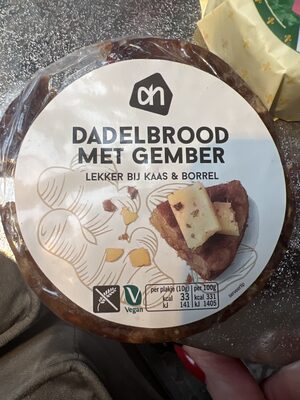 ah
DADELBROOD
MET GEMBER
LEKKER BIJ KAAS & BORREL
per plakje (10g) per 100g
kcal 33 kcal 331
kJ 141 kJ 1405
Vegan
serveertip